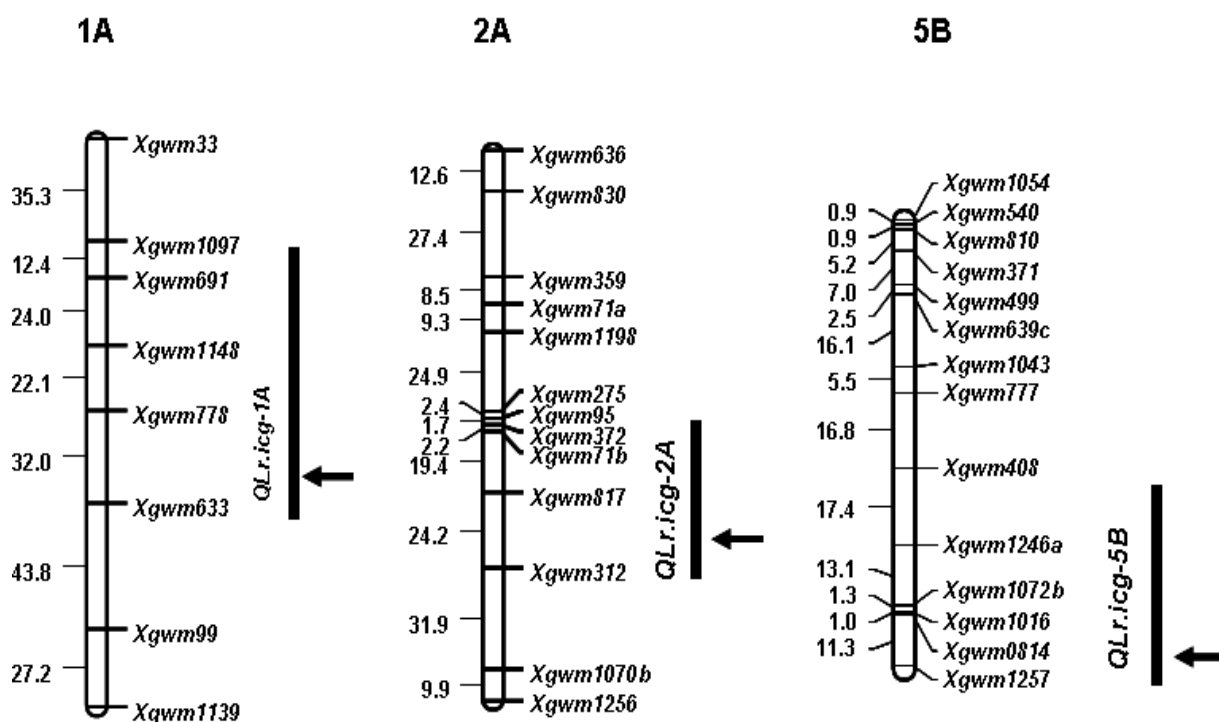 1A
Xgwm33
35.3
Xgwm1097
12.4
Xgwm691
24.0
Xgwm1148
22.1
Xgwm778
32.0
Xgwm633
43.8
Xgwm99
27.2
Xgwm1139
QLr.icg-1A
2A
Xgwm636
12.6
Xgwm830
27.4
Xgwm359
8.5
Xgwm71a
9.3
Xgwm1198
24.9
Xgwm275
2.4
Xgwm95
1.7
Xgwm372
2.2
Xgwm71b
19.4
Xgwm817
24.2
Xgwm312
31.9
Xgwm1070b
9.9
Xgwm1256
QLr.icg-2A
5B
Xgwm1054
0.9
Xgwm540
0.9
Xgwm810
5.2
Xgwm371
7.0
Xgwm499
2.5
Xgwm639c
16.1
Xgwm1043
5.5
Xgwm777
16.8
Xgwm408
17.4
Xgwm1246a
13.1
Xgwm1072b
1.3
Xgwm1016
1.0
Xgwm0814
11.3
Xgwm1257
QLr.icg-5B